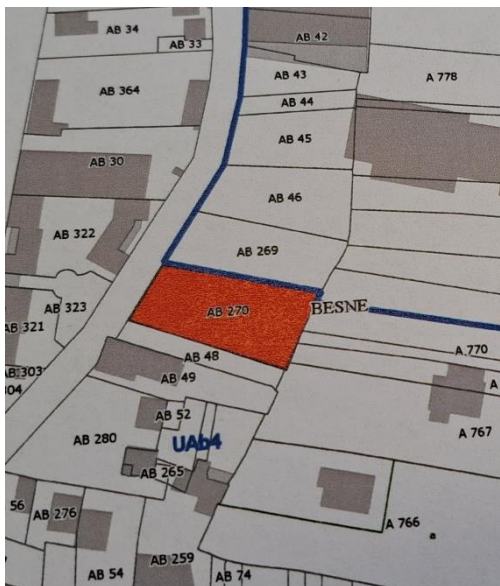 AB 34
AB 33
AB 42
AB 43
A 778
AB 364
AB 44
AB 45
AB 30
AB 46
AB 322
AB 269
AB 323
AB 270
BESNE
AB 321
AB 48
A 770
AB 303
304
AB 49
A
AB 52
AB 280
UAb4
A 767
AB 265
56
AB 276
A 766
AB 259
AB 54
AB 74